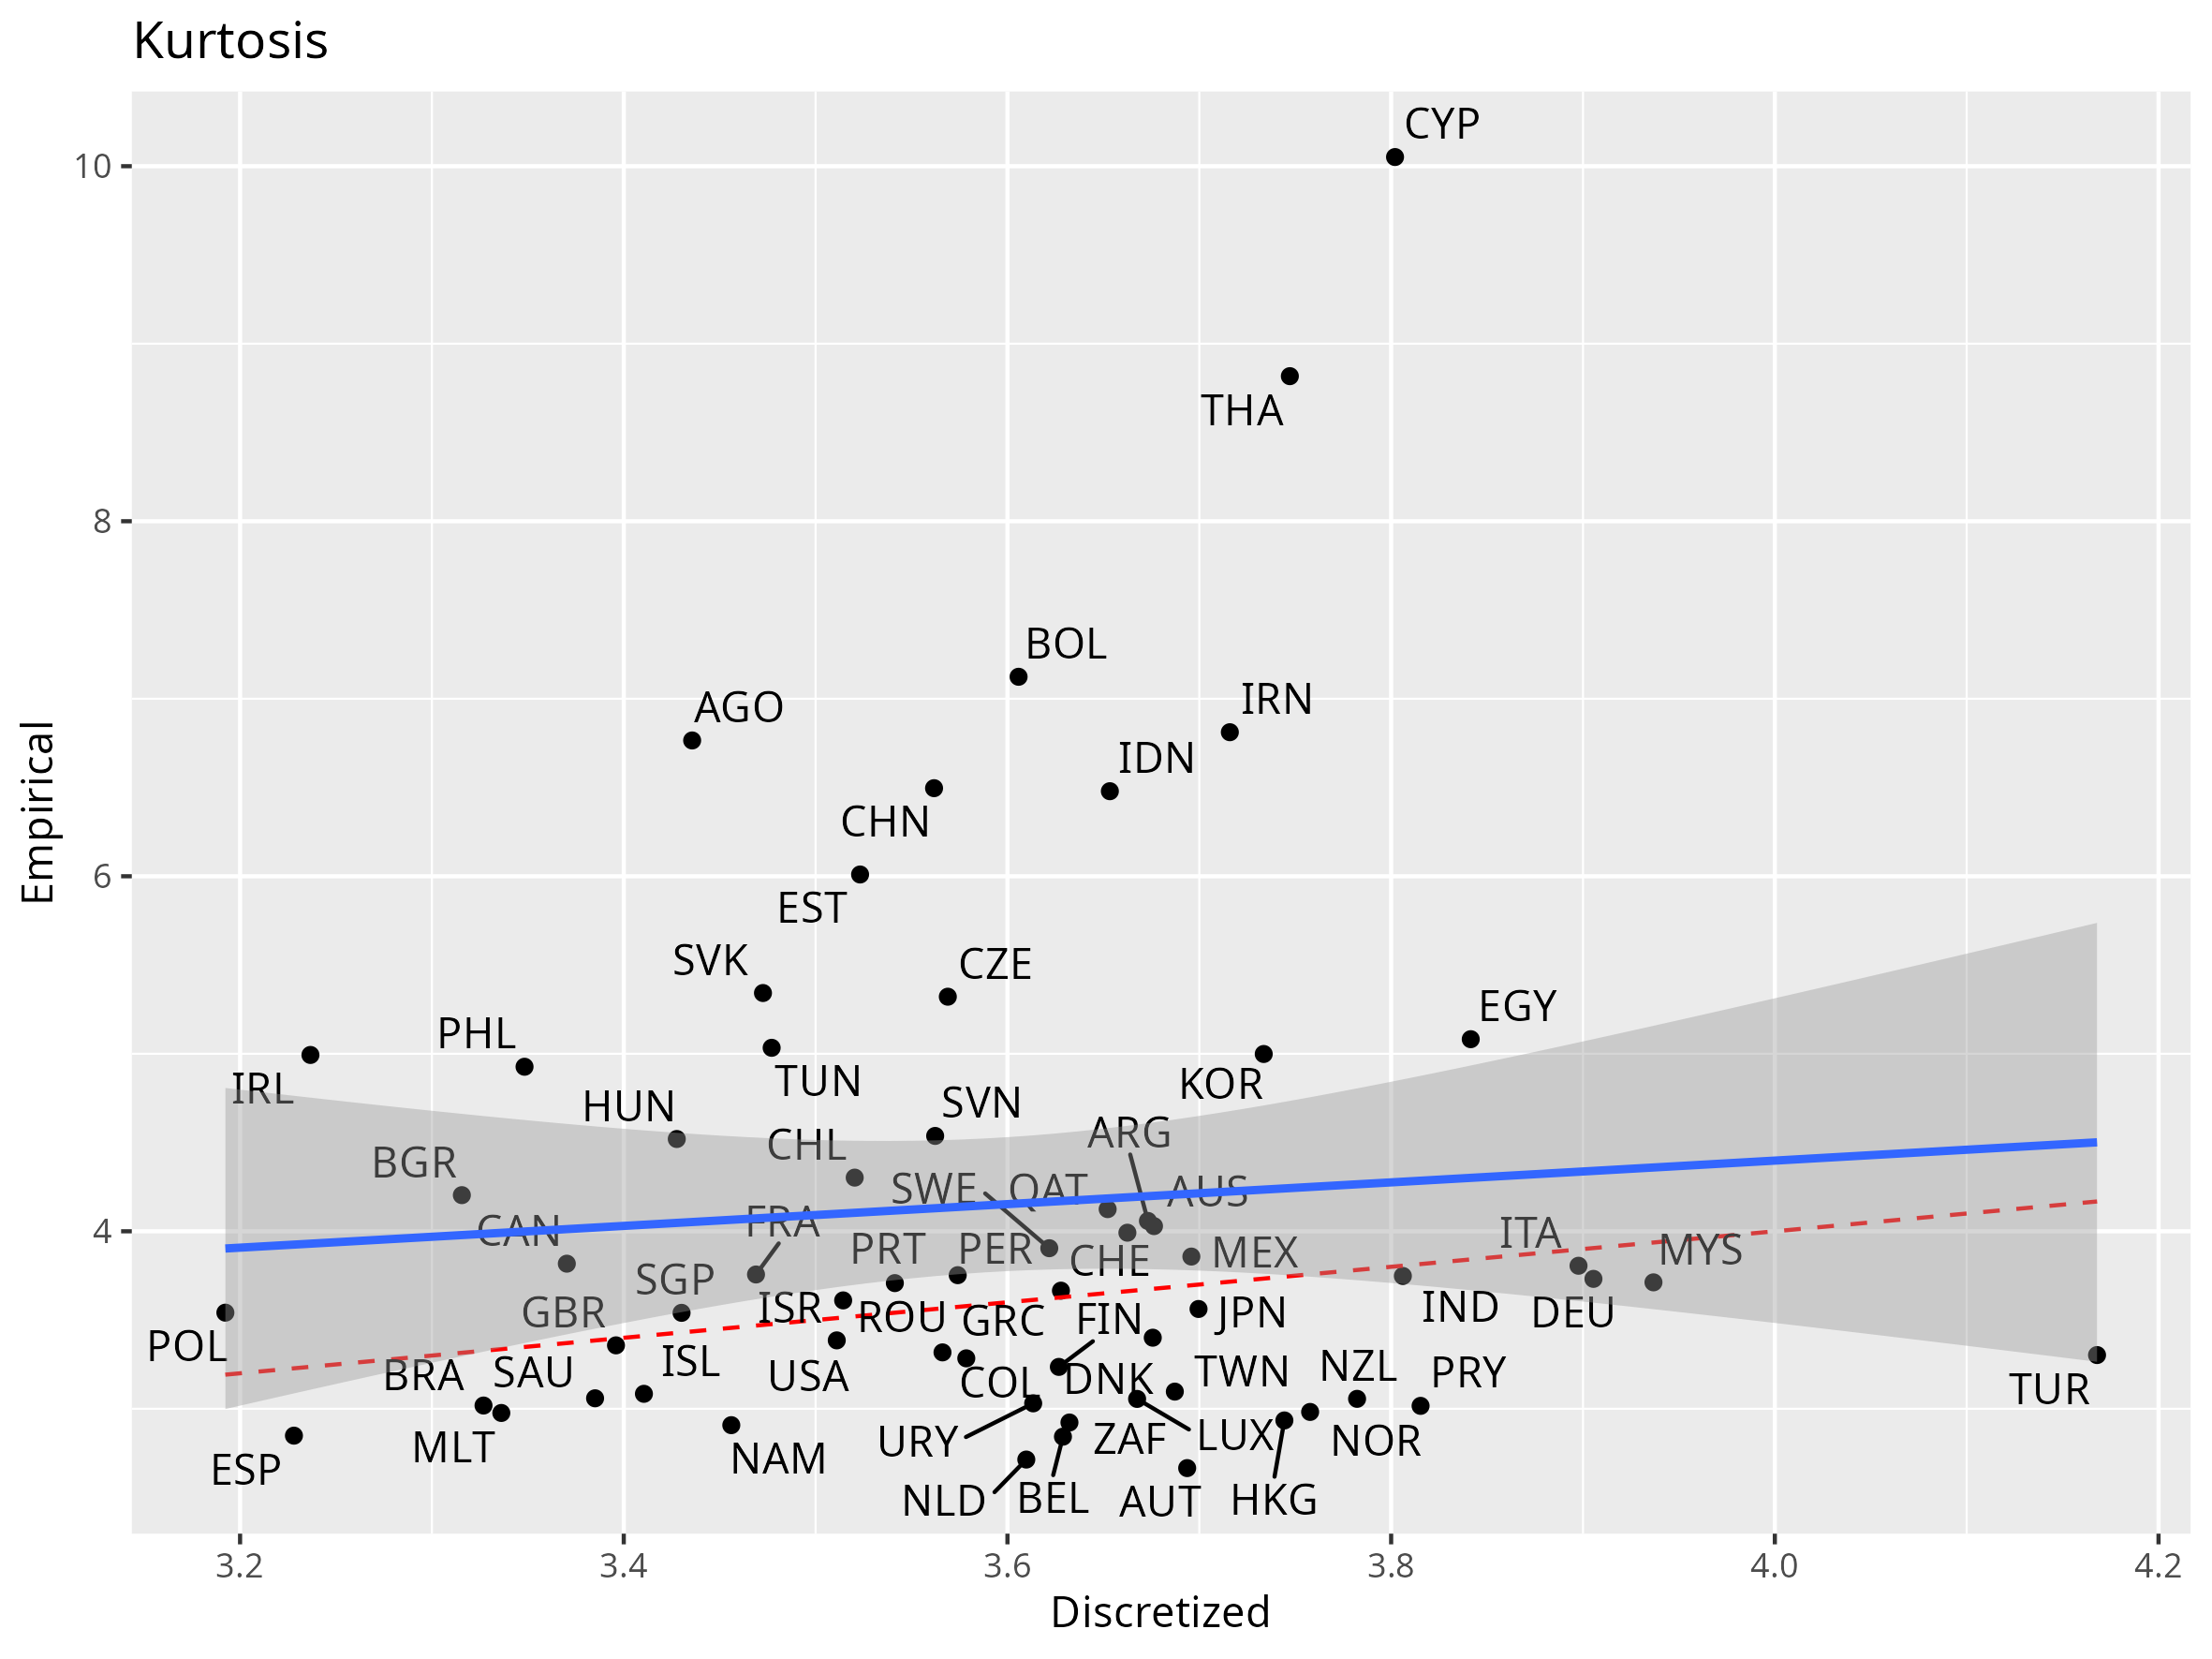 Kurtosis
CYP
10
THA
8
BOL
AGO
IRN
IDN
CHN
6
EST
SVK
CZE
EGY
PHL
TUN
KOR
IRL
HUN
SVN
ARG
CHL
BGR
SWE
QAT
AUS
FRA
CAN
4
ITA
PRT
PER
CHE
MEX
MYS
SGP
ISR
GBR
ROU
GRC
FIN
JPN
IND
DEU
POL
ISL
BRA
SAU
USA
COL
DNK
TWN
NZL
PRY
TUR
MLT
URY
ZAF
LUX
NOR
NAM
ESP
NLD
BEL
AUT
HKG
Empirical
3.2 3.4 3.6 3.8 4.0 4.2
Discretized